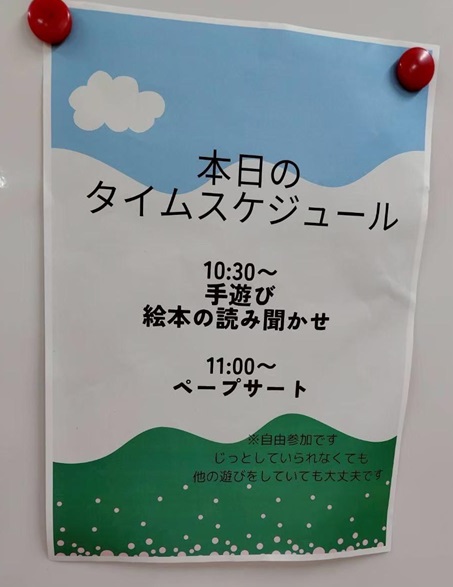 本日の
タイムスケジュール
10:30～
手遊び
絵本の読み聞かせ
11:00～
ペープサート
※自由参加です
じっとしていられなくても
他の遊びをしていても大丈夫です